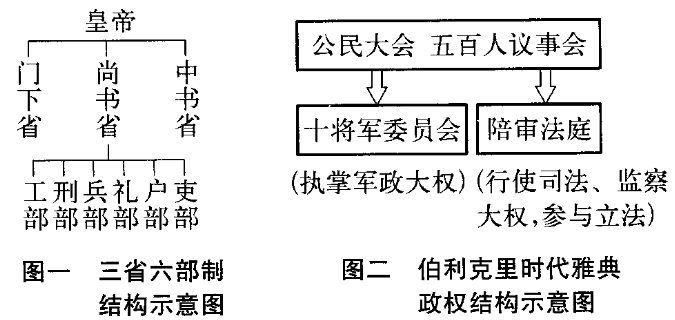 皇帝
门下省 尚书省 中书省
工部 刑部 兵部 礼部 户部 吏部
图一 三省六部制
结构示意图
公民大会 五百人议事会
十将军委员会 陪审法庭
(执掌军政大权) (行使司法、监察
大权,参与立法)
图二 伯利克里时代雅典
政权结构示意图